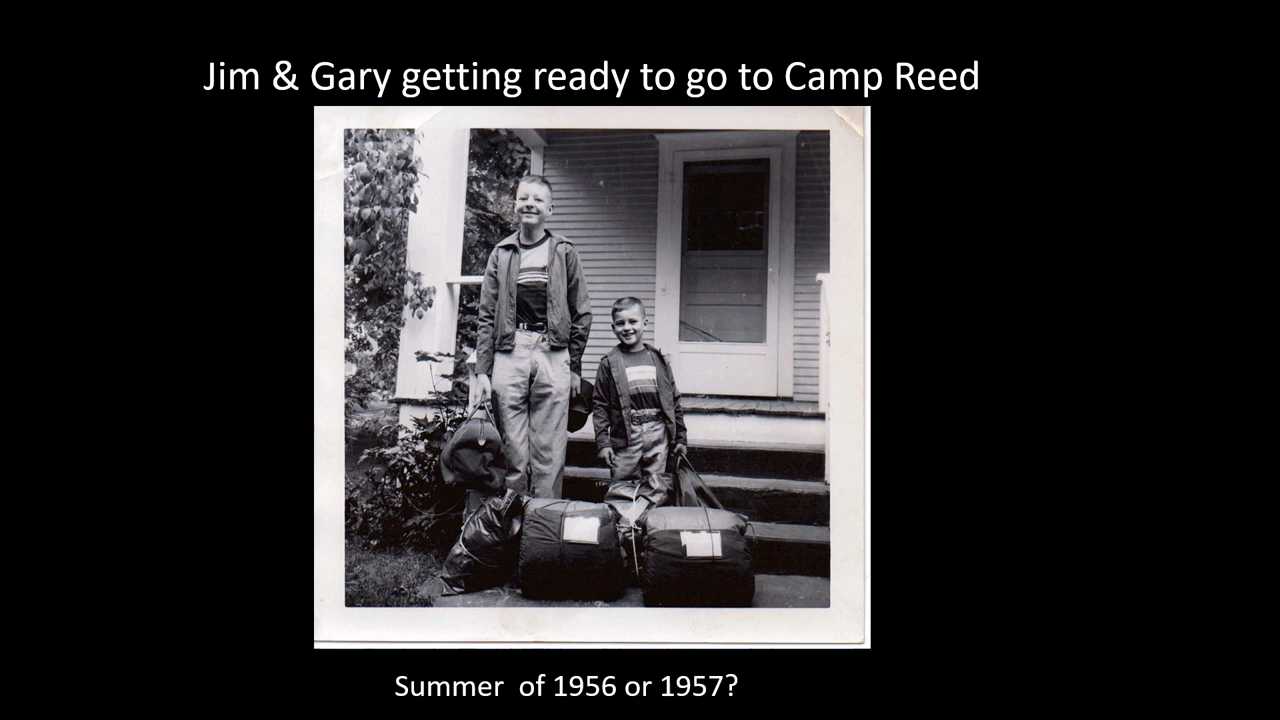 Jim & Gary getting ready to go to Camp Reed
Summer  of 1956 or 1957?